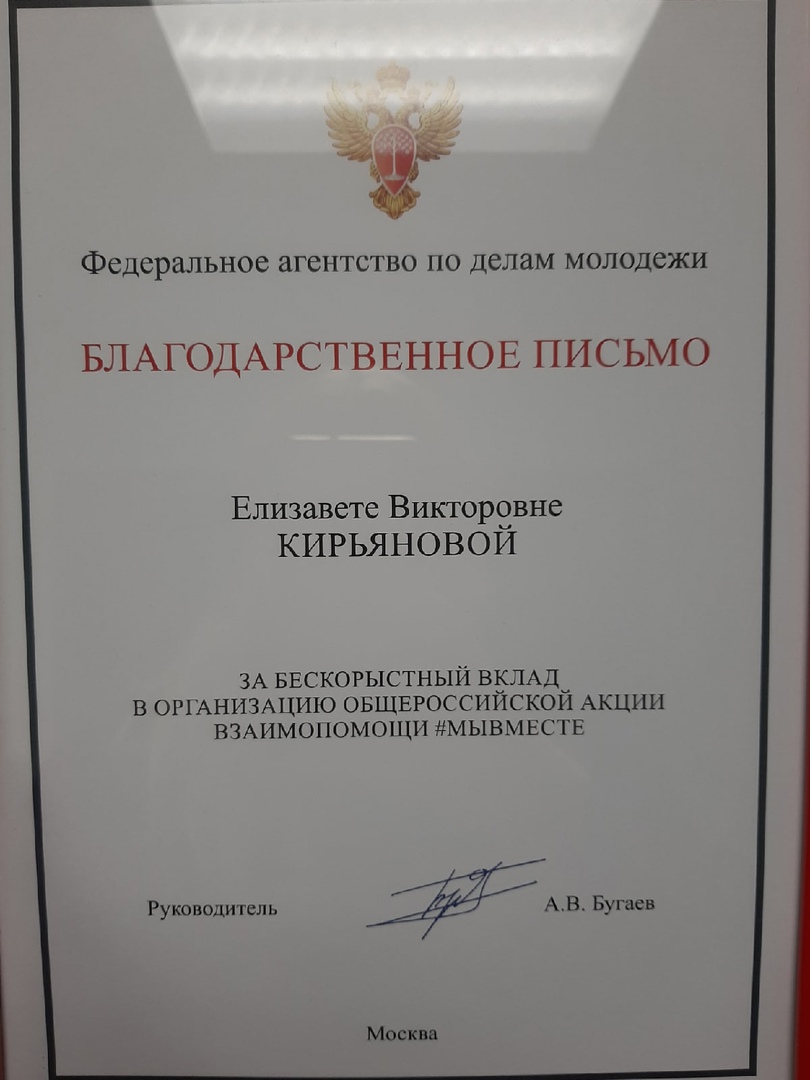 Федеральное агентство по делам молодежи
БЛАГОДАРСТВЕННОЕ ПИСЬМО
Елизавете Викторовне
КИРЬЯНОВОЙ
ЗА БЕСКОРЫСТНЫЙ ВКЛАД
В ОРГАНИЗАЦИЮ ОБЩЕРОССИЙСКОЙ АКЦИИ
ВЗАИМОПОМОЩИ #МЫВМЕСТЕ
Руководитель А.В. Бугаев
Москва